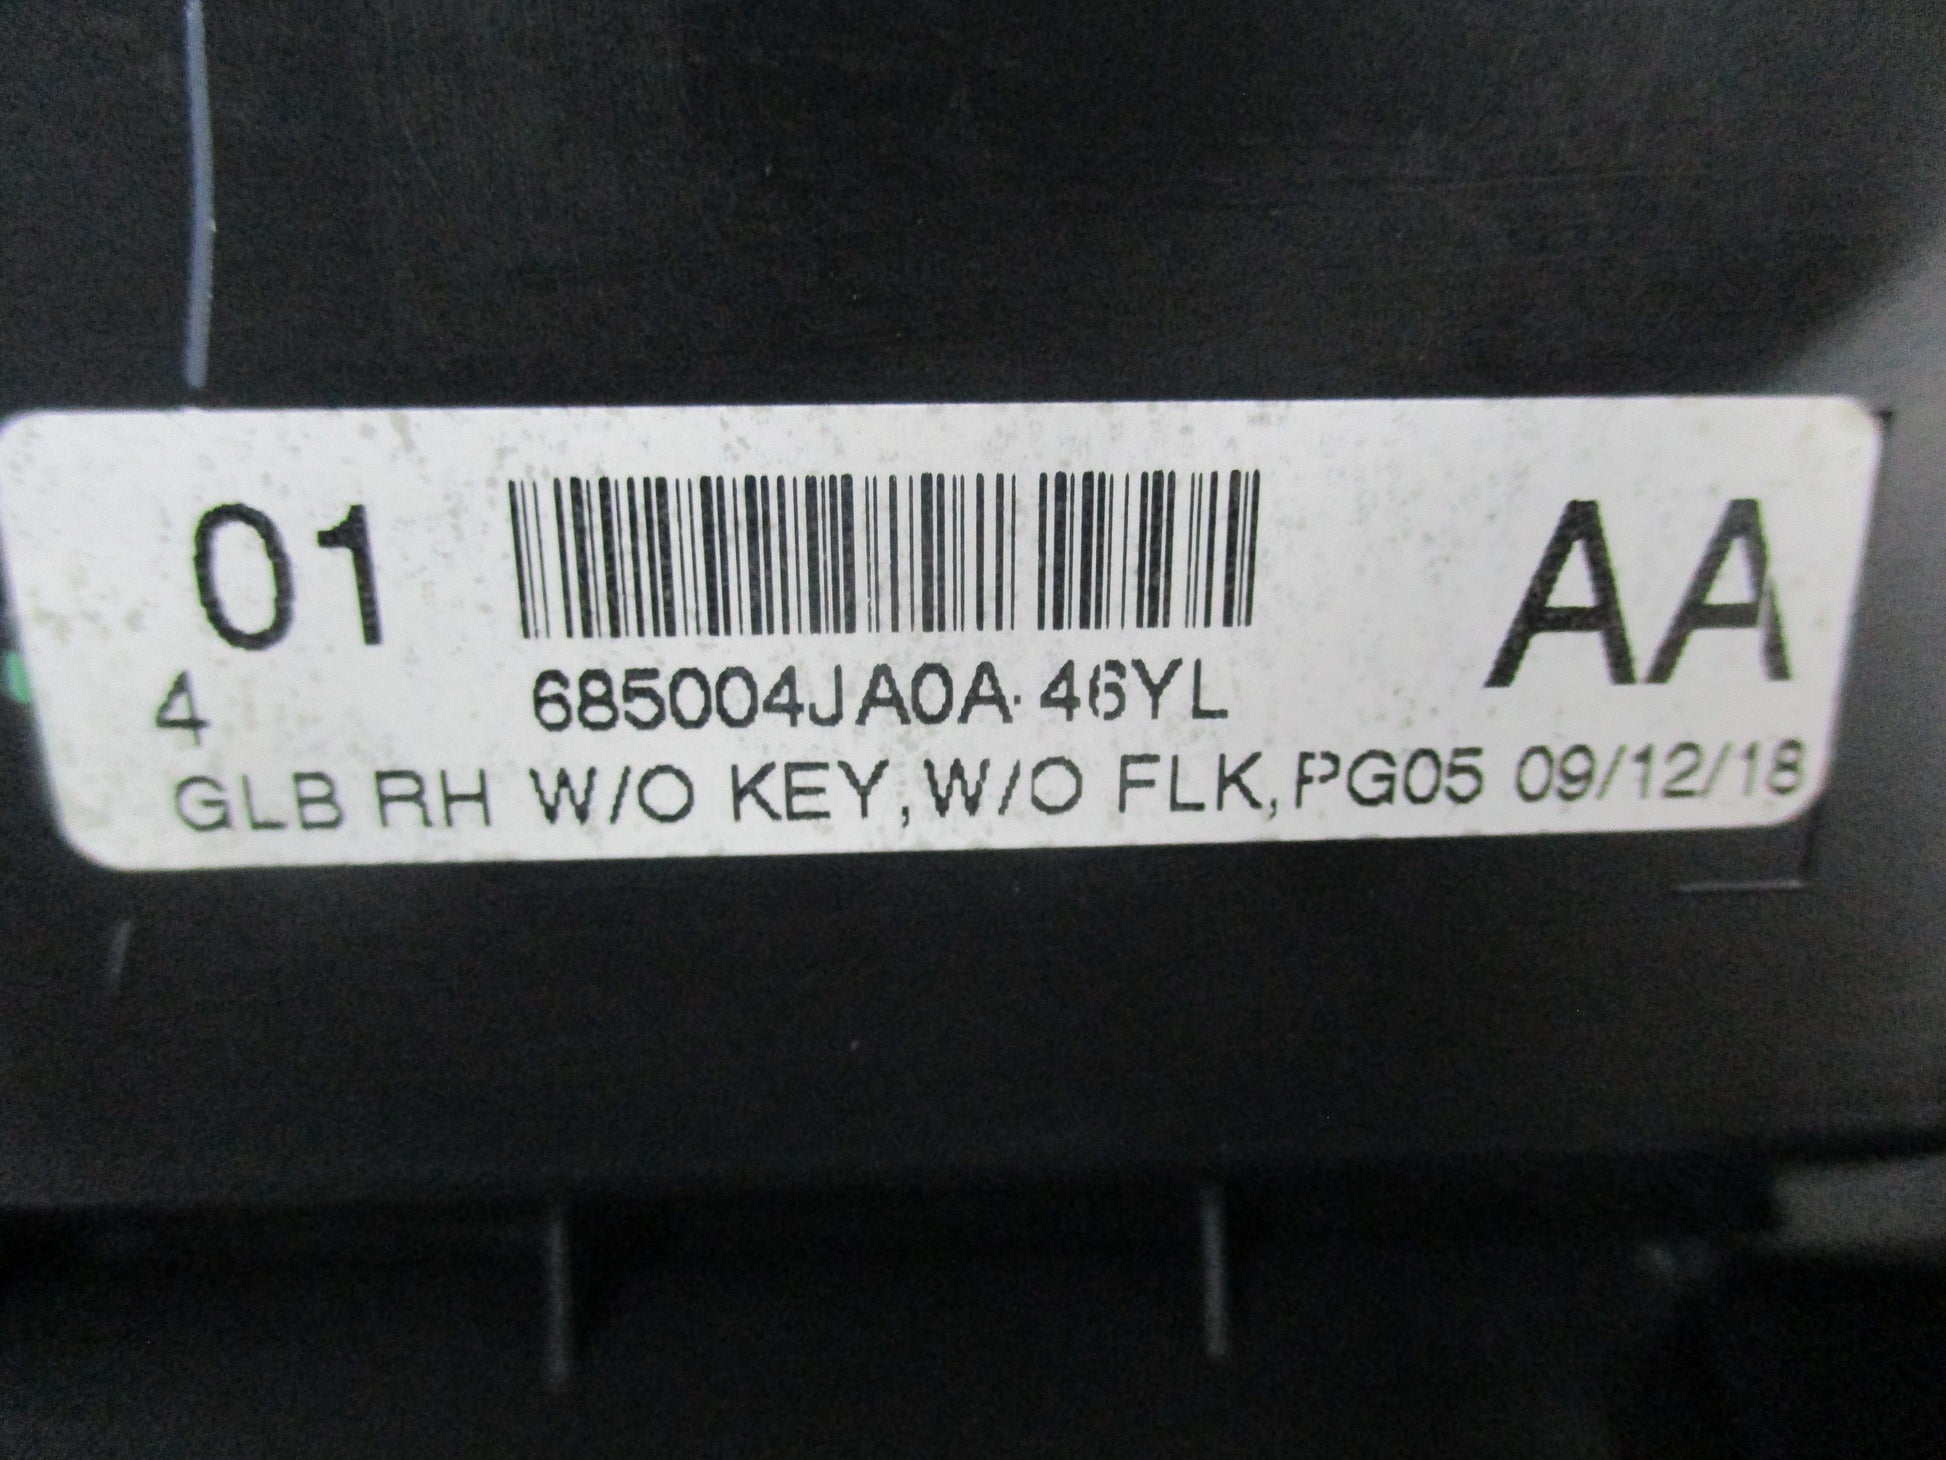 01 AA
4 685004JA0A 46YL
GLB RH W/O KEY, W/O FLK, PG05 09/12/18